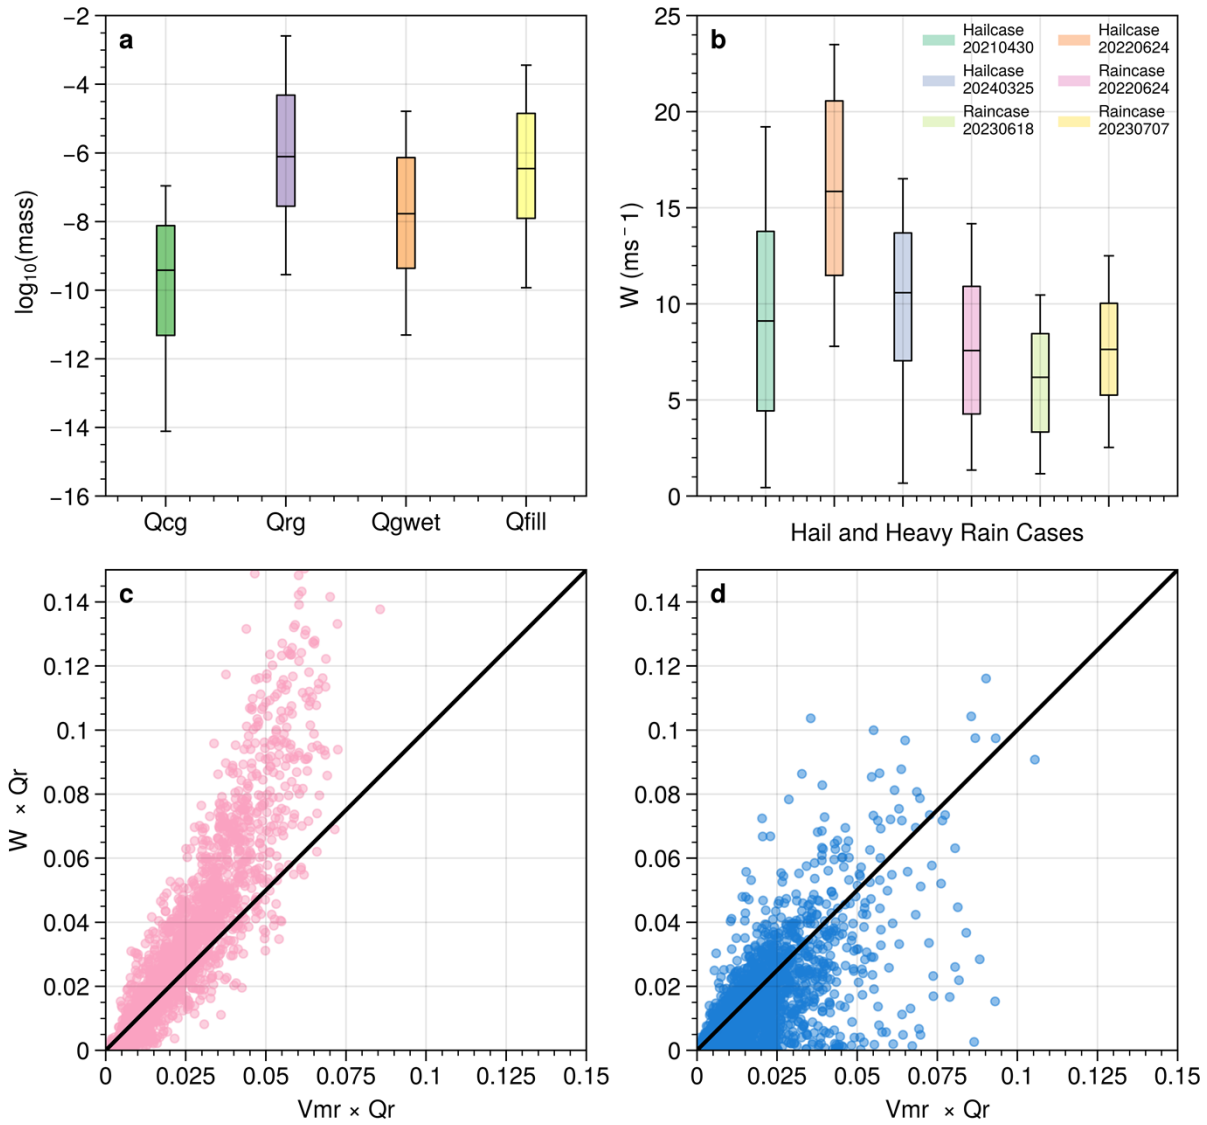 a
−2
−4
−6
−8
−10
−12
−14
−16
log₁₀(mass)
Qcg
Qrg
Qgwet
Qfill
b
25
20
15
10
5
0
W (ms⁻1)
Hailcase
20210430
Hailcase
20220624
Hailcase
20240325
Raincase
20220624
Raincase
20230618
Raincase
20230707
Hail and Heavy Rain Cases
c
0.14
0.12
0.1
0.08
0.06
0.04
0.02
0
W × Qr
0
0.025
0.05
0.075
0.1
0.125
0.15
Vmr × Qr
d
0.14
0.12
0.1
0.08
0.06
0.04
0.02
0
0
0.025
0.05
0.075
0.1
0.125
0.15
Vmr × Qr